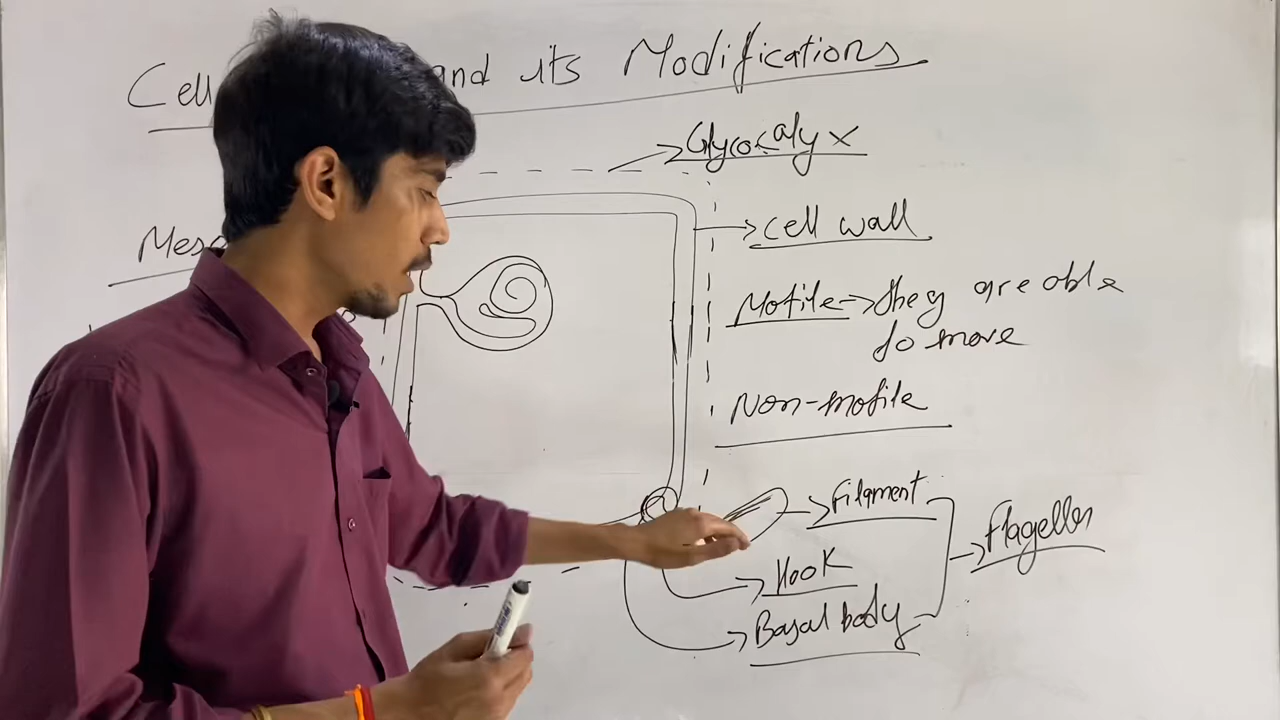 Cell and its Modifications
Glycocalyx
Meso
cell wall
Motile → they are able
to move
Non-motile
Filament
Flagella
Hook
Basal body